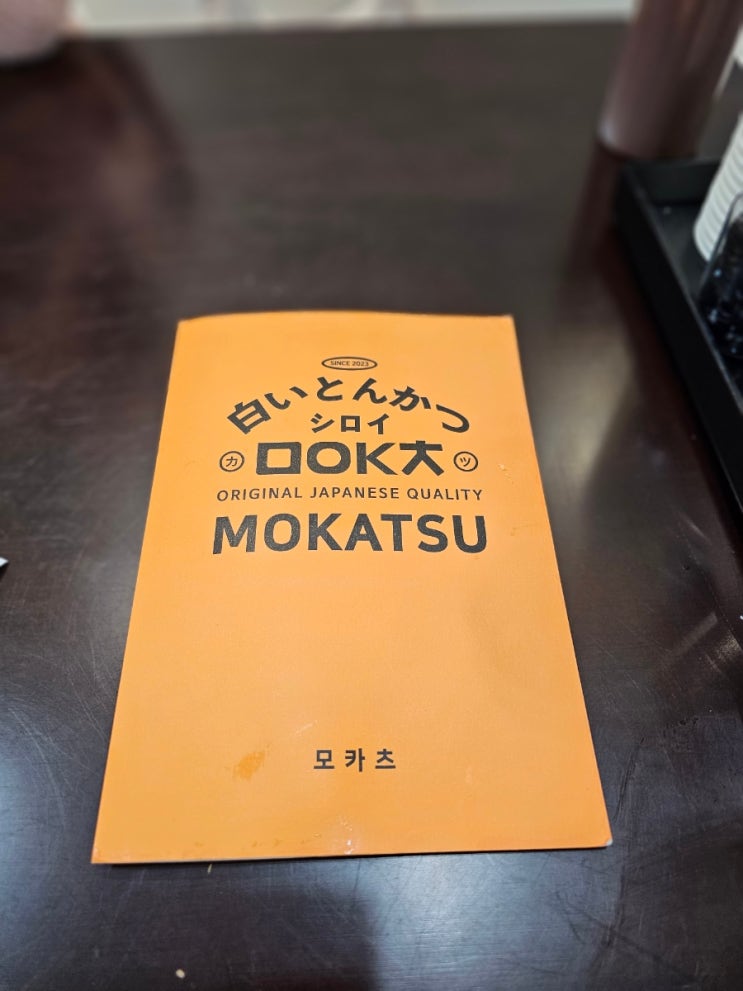 SINCE 2023
白いとんかつ
シロイ
カ ㅁOKㅊ ツ
ORIGINAL JAPANESE QUALITY
MOKATSU
모카츠